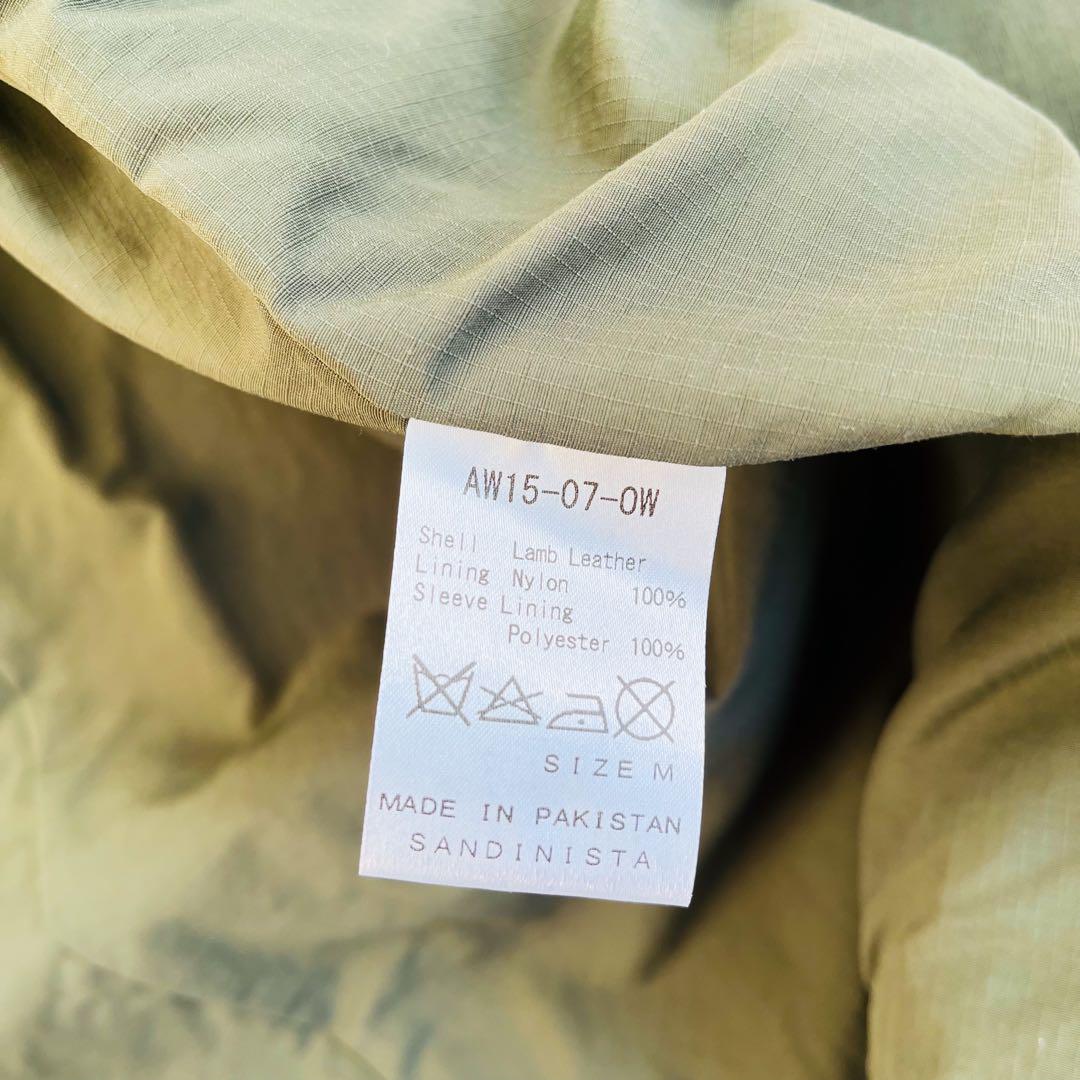 AW15-07-OW
Shell Lamb Leather
Lining Nylon 100%
Sleeve Lining
Polyester 100%
SIZE M
MADE IN PAKISTAN
SANDINISTA